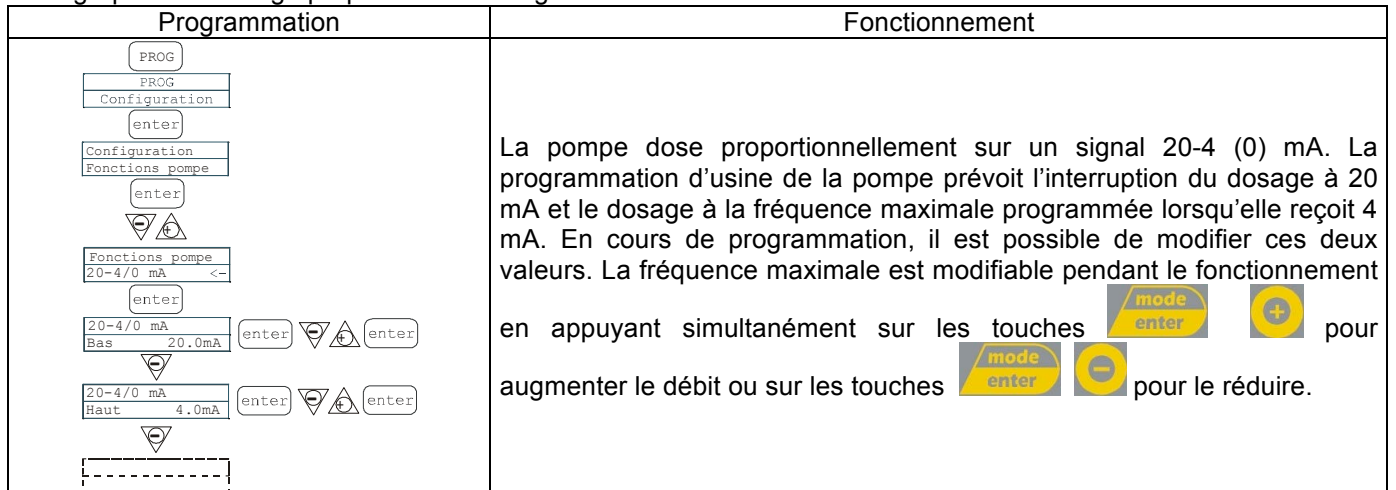 Programmation
Fonctionnement
PROG
PROG
Configuration
enter
Configuration
Fonctions pompe
enter
Fonctions pompe
20-4/0 mA <-
enter
20-4/0 mA
Bas 20.0mA
enter
enter
20-4/0 mA
Haut 4.0mA
enter
enter
La pompe dose proportionnellement sur un signal 20-4 (0) mA. La
programmation d’usine de la pompe prévoit l’interruption du dosage à 20
mA et le dosage à la fréquence maximale programmée lorsqu’elle reçoit 4
mA. En cours de programmation, il est possible de modifier ces deux
valeurs. La fréquence maximale est modifiable pendant le fonctionnement
en appuyant simultanément sur les touches mode enter + pour
augmenter le débit ou sur les touches mode enter - pour le réduire.